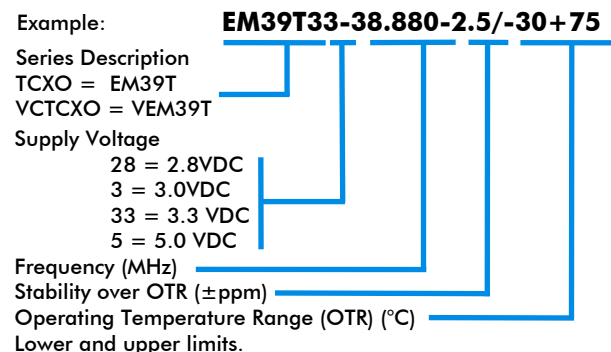 Example: EM39T33-38.880-2.5/-30+75
Series Description
TCXO = EM39T
VCTCXO = VEM39T
Supply Voltage
28 = 2.8VDC
3 = 3.0VDC
33 = 3.3 VDC
5 = 5.0 VDC
Frequency (MHz)
Stability over OTR (±ppm)
Operating Temperature Range (OTR) (°C)
Lower and upper limits.